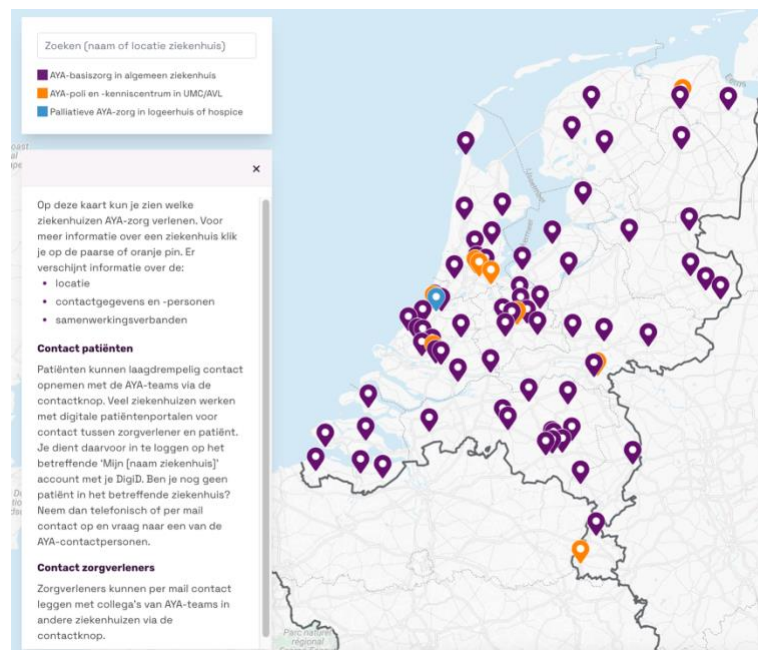 Zoeken (naam of locatie ziekenhuis)
AYA-basiszorg in algemeen ziekenhuis
AYA-poli en -kenniscentrum in UMC/AVL
Palliatieve AYA-zorg in logeerhuis of hospice
×
Op deze kaart kun je zien welke
ziekenhuizen AYA-zorg verlenen. Voor
meer informatie over een ziekenhuis klik
je op de paarse of oranje pin. Er
verschijnt informatie over de:
• locatie
• contactgegevens en -personen
• samenwerkingsverbanden
Contact patiënten
Patiënten kunnen laagdrempelig contact
opnemen met de AYA-teams via de
contactknop. Veel ziekenhuizen werken
met digitale patiëntenportalen voor
contact tussen zorgverlener en patiënt.
Je dient daarvoor in te loggen op het
betreffende ‘Mijn [naam ziekenhuis]’
account met je DigiD. Ben je nog geen
patiënt in het betreffende ziekenhuis?
Neem dan telefonisch of per mail
contact op en vraag naar een van de
AYA-contactpersonen.
Contact zorgverleners
Zorgverleners kunnen per mail contact
leggen met collega's van AYA-teams in
andere ziekenhuizen via de
contactknop.
Parc naturel
régional